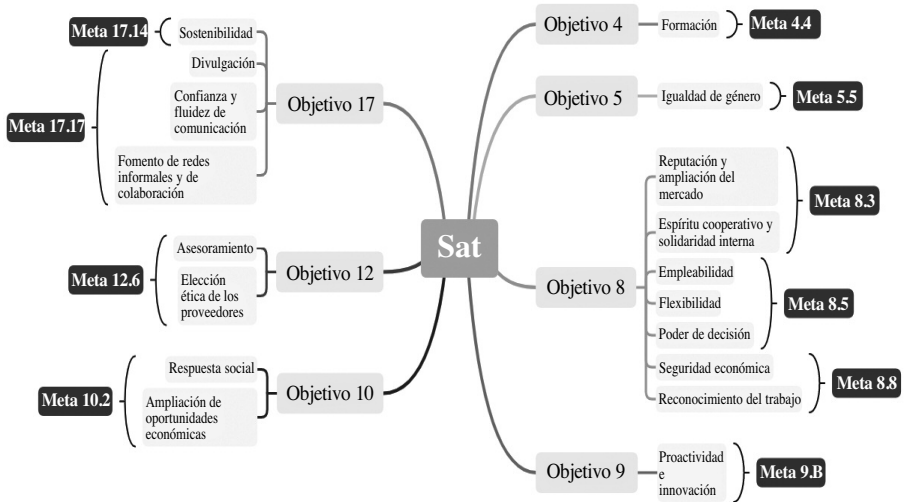 Meta 17.14
Sostenibilidad
Divulgación
Confianza y
fluidez de
comunicación
Meta 17.17
Fomento de redes
informales y de
colaboración
Objetivo 17
Asesoramiento
Elección
ética de los
proveedores
Meta 12.6
Objetivo 12
Respuesta social
Ampliación de
oportunidades
económicas
Meta 10.2
Objetivo 10
Sat
Objetivo 4
Formación
Meta 4.4
Objetivo 5
Igualdad de género
Meta 5.5
Objetivo 8
Reputación y
ampliación del
mercado
Espíritu cooperativo y
solidaridad interna
Meta 8.3
Empleabilidad
Flexibilidad
Poder de decisión
Meta 8.5
Seguridad económica
Reconocimiento del trabajo
Meta 8.8
Objetivo 9
Proactividad
e
innovación
Meta 9.B